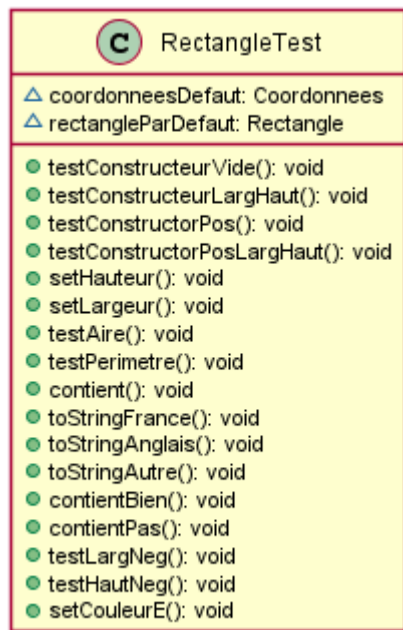 C RectangleTest
coordonneesDefaut: Coordonnees
rectangleParDefaut: Rectangle
testConstructeurVide(): void
testConstructeurLargHaut(): void
testConstructorPos(): void
testConstructorPosLargHaut(): void
setHauteur(): void
setLargeur(): void
testAire(): void
testPerimetre(): void
contient(): void
toStringFrance(): void
toStringAnglais(): void
toStringAutre(): void
contientBien(): void
contientPas(): void
testLargNeg(): void
testHautNeg(): void
setCouleurE(): void